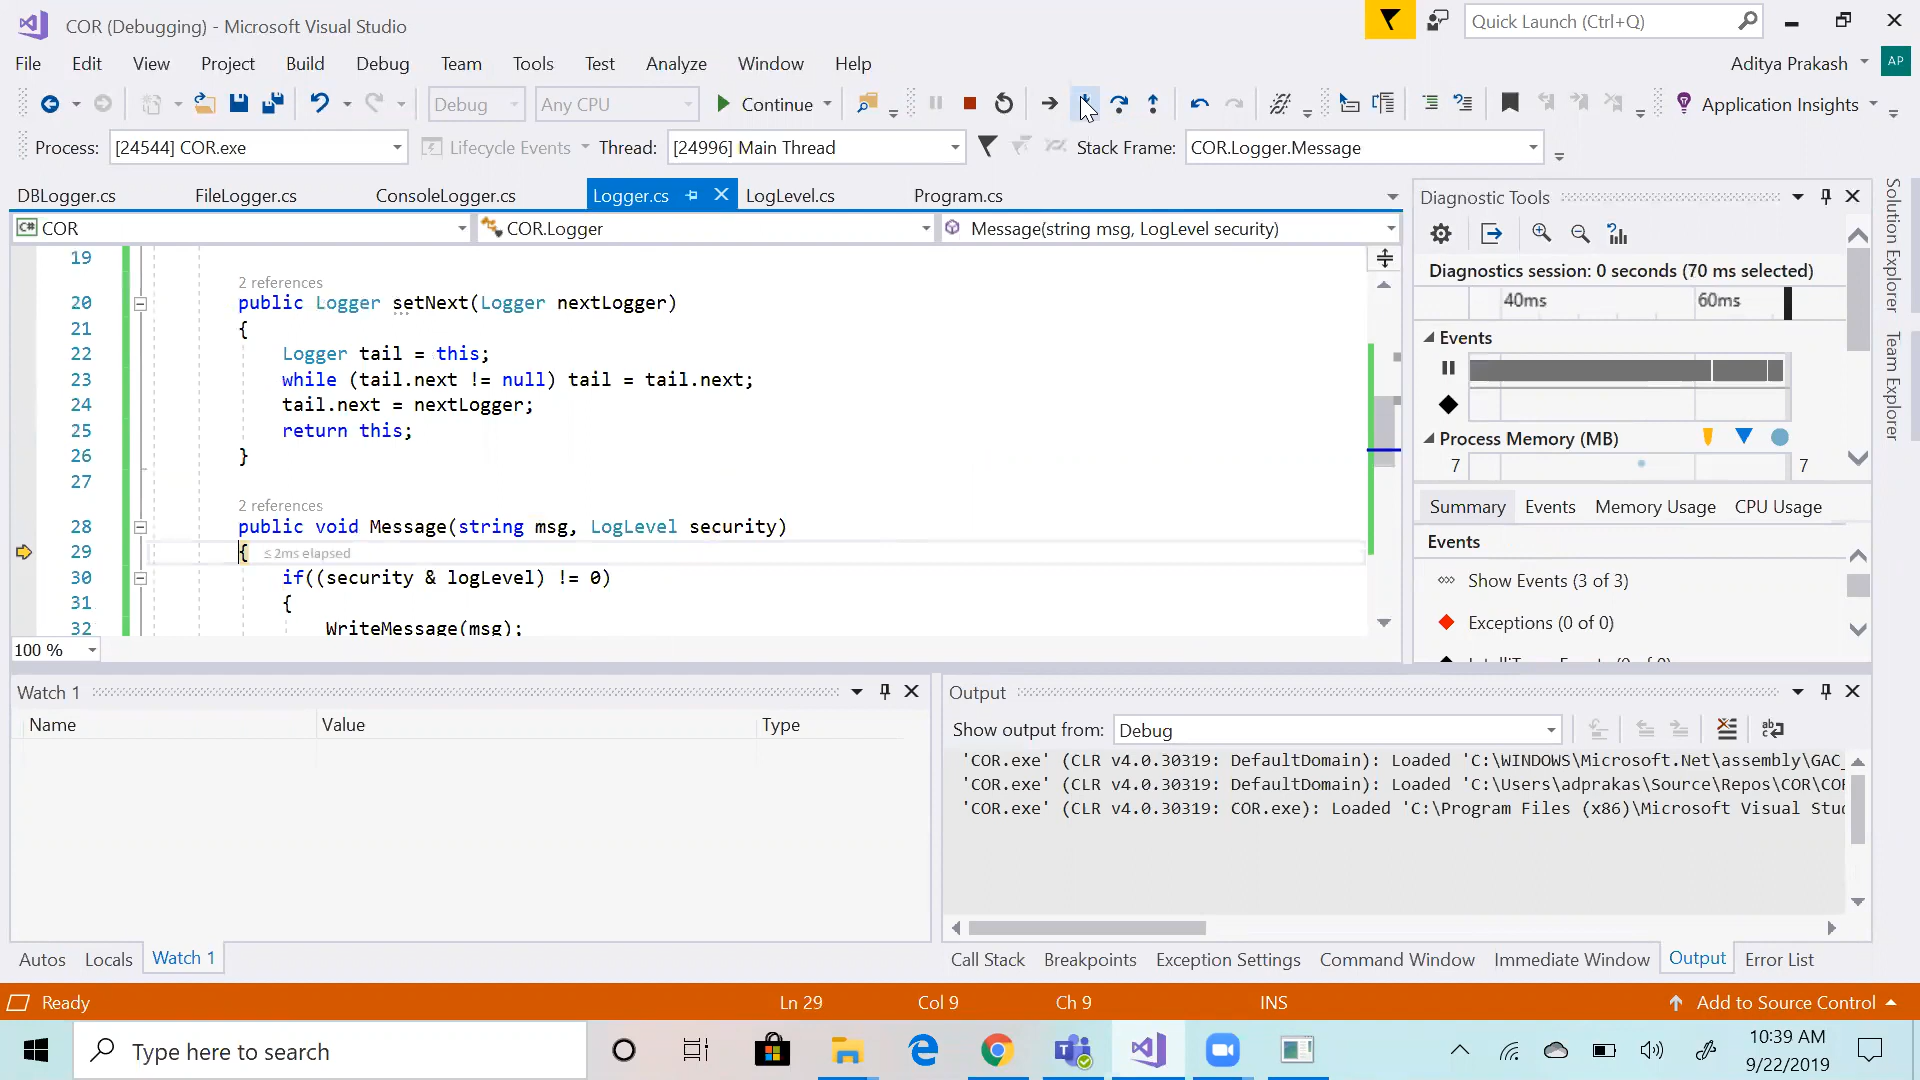 COR (Debugging) - Microsoft Visual Studio
Quick Launch (Ctrl+Q)
File Edit View Project Build Debug Team Tools Test Analyze Window Help
Aditya Prakash AP
Debug Any CPU Continue Application Insights
Process: [24544] COR.exe Lifecycle Events Thread: [24996] Main Thread Stack Frame: COR.Logger.Message
DBLogger.cs FileLogger.cs ConsoleLogger.cs Logger.cs LogLevel.cs Program.cs
C# COR COR.Logger Message(string msg, LogLevel security)
19
2 references
20 public Logger setNext(Logger nextLogger)
21 {
22 Logger tail = this;
23 while (tail.next != null) tail = tail.next;
24 tail.next = nextLogger;
25 return this;
26 }
27
2 references
28 public void Message(string msg, LogLevel security)
29 { ≤ 2ms elapsed
30 if((security & logLevel) != 0)
31 {
32 WriteMessage(msg);
100 %
Diagnostic Tools
Diagnostics session: 0 seconds (70 ms selected)
40ms 60ms
Events
Process Memory (MB)
7 7
Summary Events Memory Usage CPU Usage
Events
Show Events (3 of 3)
Exceptions (0 of 0)
Solution Explorer
Team Explorer
Watch 1
Name Value Type
Autos Locals Watch 1
Output
Show output from: Debug
'COR.exe' (CLR v4.0.30319: DefaultDomain): Loaded 'C:\WINDOWS\Microsoft.Net\assembly\GAC_
'COR.exe' (CLR v4.0.30319: DefaultDomain): Loaded 'C:\Users\adprakas\Source\Repos\COR\COR
'COR.exe' (CLR v4.0.30319: COR.exe): Loaded 'C:\Program Files (x86)\Microsoft Visual Stu
Call Stack Breakpoints Exception Settings Command Window Immediate Window Output Error List
Ready Ln 29 Col 9 Ch 9 INS Add to Source Control
Type here to search
10:39 AM
9/22/2019